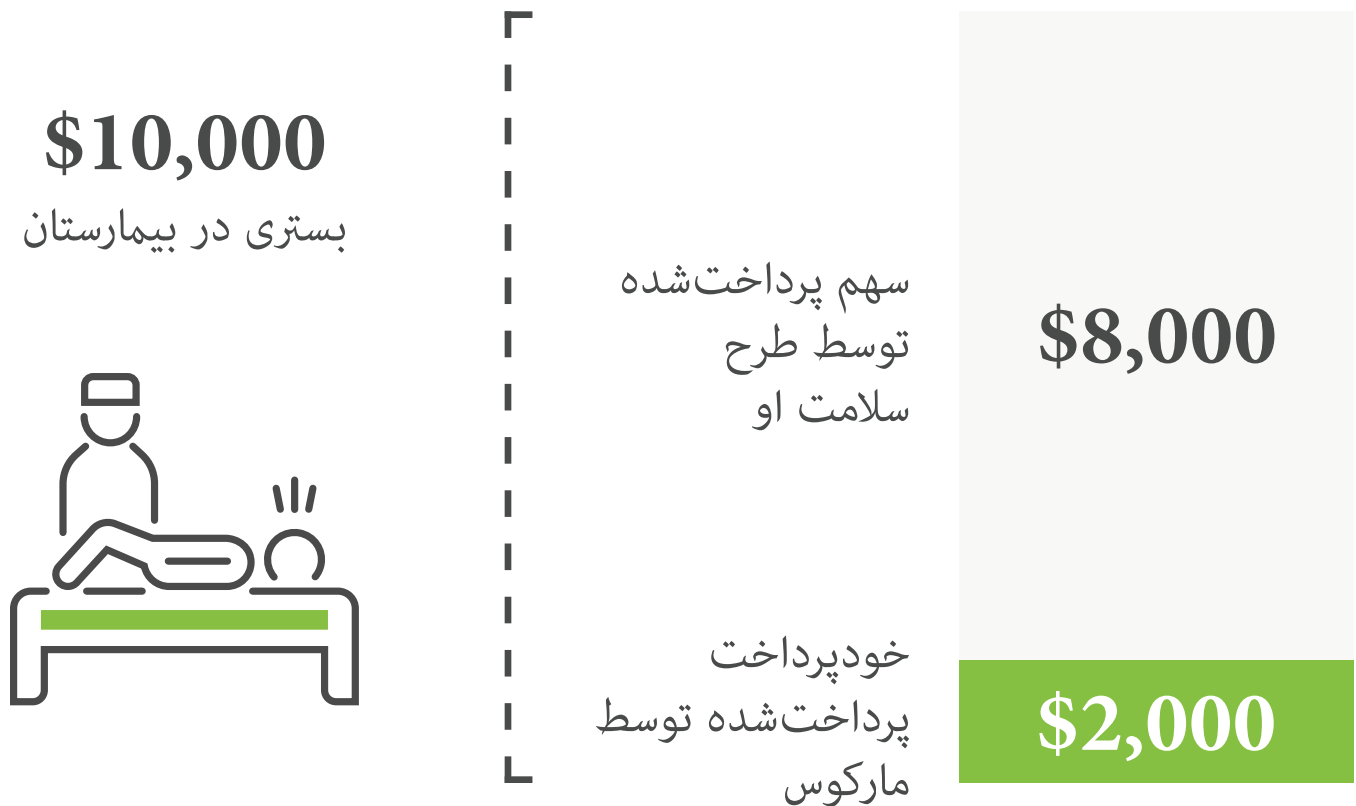 $10,000
بستری در بیمارستان
سهم پرداخت‌شده
توسط طرح
سلامت او
$8,000
خودپرداخت
پرداخت‌شده توسط
مارکوس
$2,000